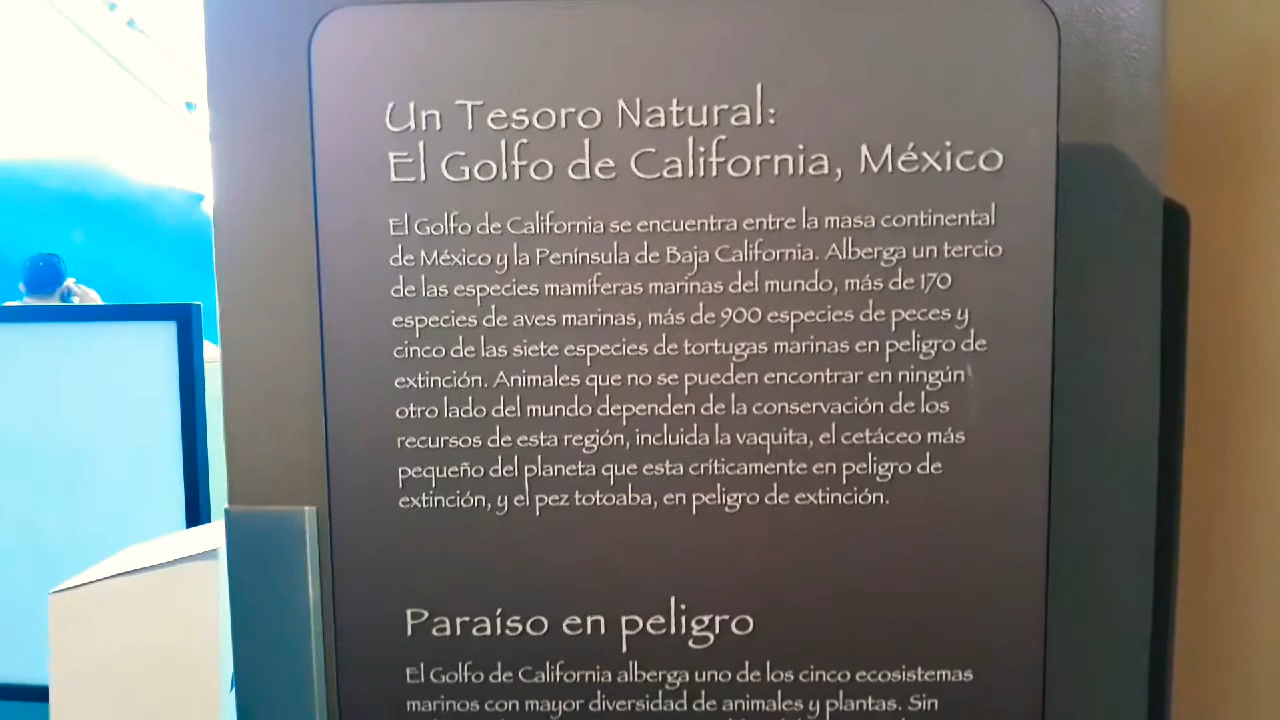 Un Tesoro Natural:
El Golfo de California, México
El Golfo de California se encuentra entre la masa continental
de México y la Península de Baja California. Alberga un tercio
de las especies mamíferas marinas del mundo, más de 170
especies de aves marinas, más de 900 especies de peces y
cinco de las siete especies de tortugas marinas en peligro de
extinción. Animales que no se pueden encontrar en ningún
otro lado del mundo dependen de la conservación de los
recursos de esta región, incluida la vaquita, el cetáceo más
pequeño del planeta que esta críticamente en peligro de
extinción, y el pez totoaba, en peligro de extinción.
Paraíso en peligro
El Golfo de California alberga uno de los cinco ecosistemas
marinos con mayor diversidad de animales y plantas. Sin